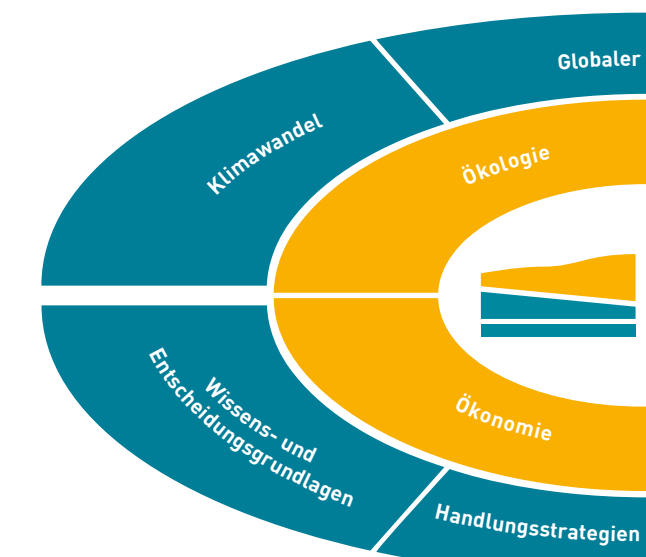 Globaler
Klimawandel
Ökologie
Ökonomie
Wissens- und
Entscheidungsgrundlagen
Handlungsstrategien